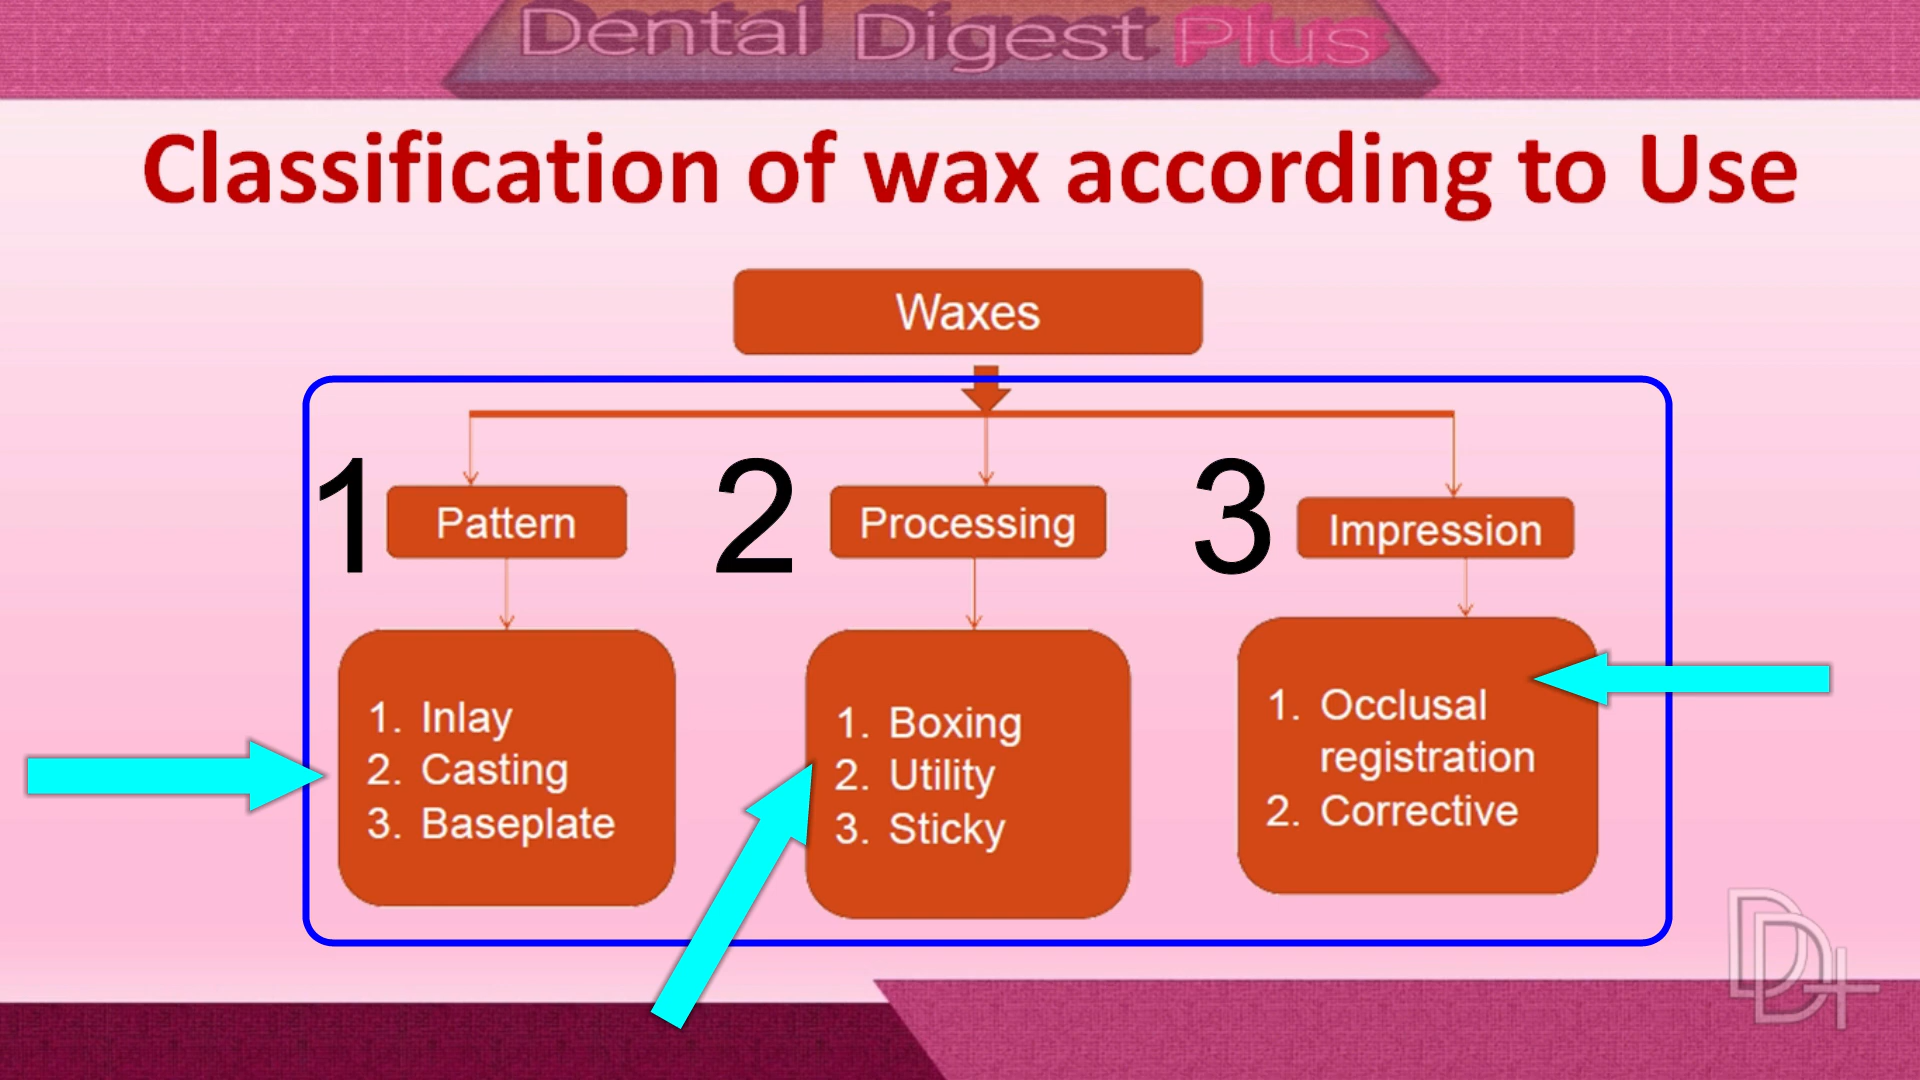 Dental Digest Plus
Classification of wax according to Use
Waxes
1 Pattern
2 Processing
3 Impression
1. Inlay
2. Casting
3. Baseplate
1. Boxing
2. Utility
3. Sticky
1. Occlusal
registration
2. Corrective
DD+